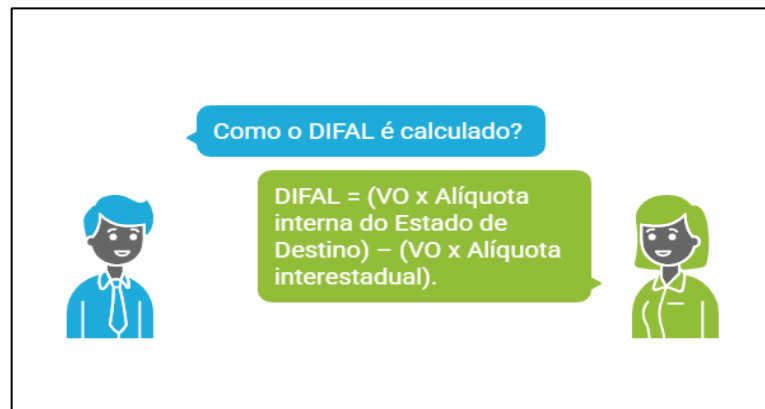 Como o DIFAL é calculado?
DIFAL = (VO x Alíquota
interna do Estado de
Destino) – (VO x Alíquota
interestadual).